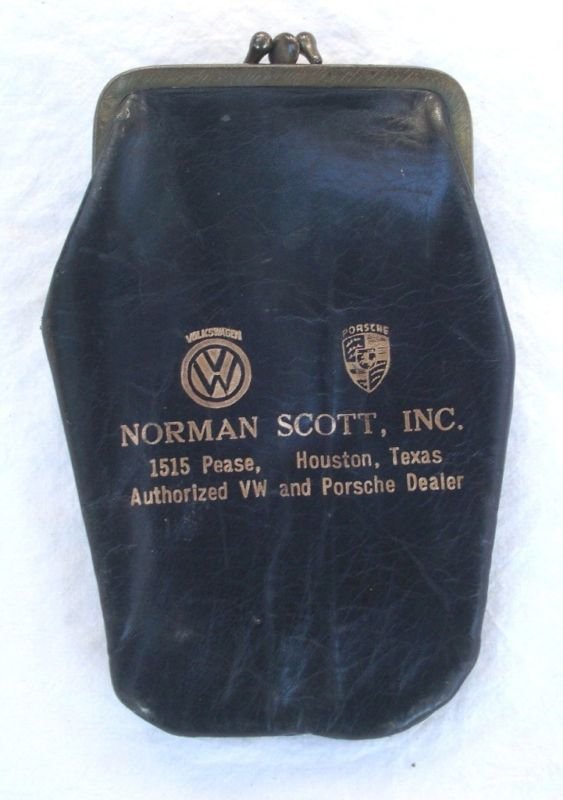 VOLKSWAGEN PORSCHE
NORMAN SCOTT, INC.
1515 Pease, Houston, Texas
Authorized VW and Porsche Dealer